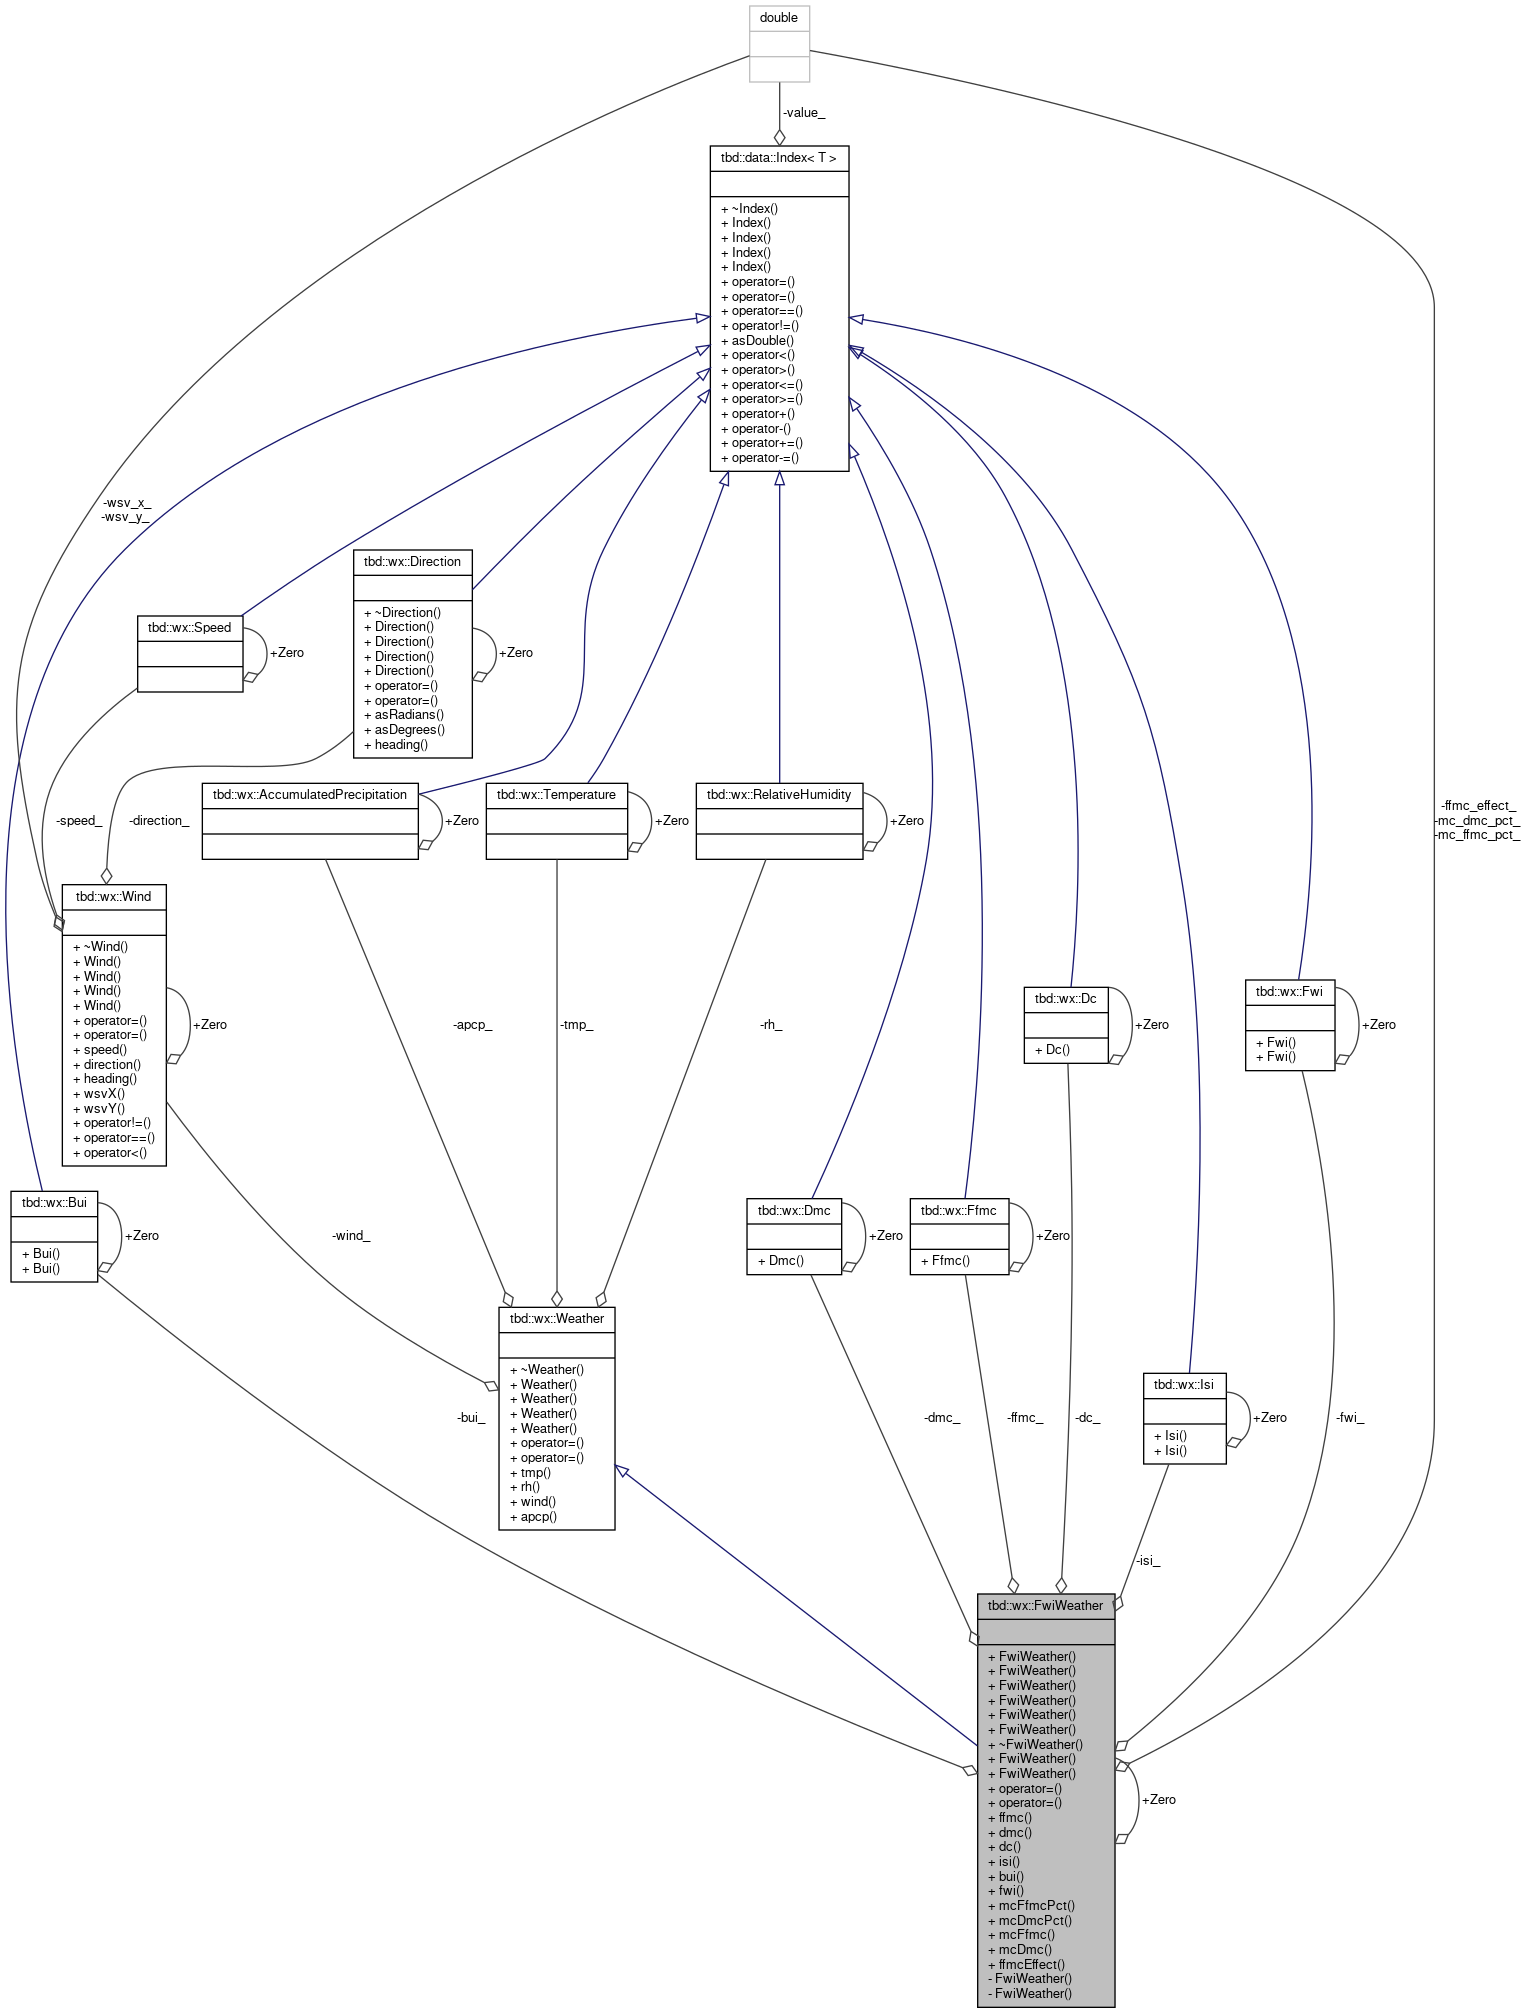 double
-value_
tbd::data::Index< T >
+ ~Index()
+ Index()
+ Index()
+ Index()
+ Index()
+ operator=()
+ operator=()
+ operator==()
+ operator!=()
+ asDouble()
+ operator<()
+ operator>()
+ operator<=()
+ operator>=()
+ operator+()
+ operator-()
+ operator+=()
+ operator-=()
-wsv_x_
-wsv_y_
tbd::wx::Direction
+ ~Direction()
+ Direction()
+ Direction()
+ Direction()
+ Direction()
+ operator=()
+ operator=()
+ asRadians()
+ asDegrees()
+ heading()
+Zero
tbd::wx::Speed
+Zero
-speed_
-direction_
tbd::wx::AccumulatedPrecipitation
+Zero
tbd::wx::Temperature
+Zero
tbd::wx::RelativeHumidity
+Zero
-ffmc_effect_
-mc_dmc_pct_
-mc_ffmc_pct_
tbd::wx::Wind
+ ~Wind()
+ Wind()
+ Wind()
+ Wind()
+ Wind()
+ operator=()
+ operator=()
+ speed()
+ direction()
+ heading()
+ wsvX()
+ wsvY()
+ operator!=()
+ operator==()
+ operator<()
+Zero
-apcp_
-tmp_
-rh_
tbd::wx::Dc
+ Dc()
+Zero
tbd::wx::Fwi
+ Fwi()
+ Fwi()
+Zero
tbd::wx::Bui
+ Bui()
+ Bui()
+Zero
-wind_
tbd::wx::Dmc
+ Dmc()
+Zero
tbd::wx::Ffmc
+ Ffmc()
+Zero
tbd::wx::Weather
+ ~Weather()
+ Weather()
+ Weather()
+ Weather()
+ Weather()
+ operator=()
+ operator=()
+ tmp()
+ rh()
+ wind()
+ apcp()
tbd::wx::Isi
+ Isi()
+ Isi()
+Zero
-bui_
-dmc_
-ffmc_
-dc_
-fwi_
-isi_
tbd::wx::FwiWeather
+ FwiWeather()
+ FwiWeather()
+ FwiWeather()
+ FwiWeather()
+ FwiWeather()
+ FwiWeather()
+ ~FwiWeather()
+ FwiWeather()
+ FwiWeather()
+ operator=()
+ operator=()
+ ffmc()
+ dmc()
+ dc()
+ isi()
+ bui()
+ fwi()
+ mcFfmcPct()
+ mcDmcPct()
+ mcFfmc()
+ mcDmc()
+ ffmcEffect()
- FwiWeather()
- FwiWeather()
+Zero